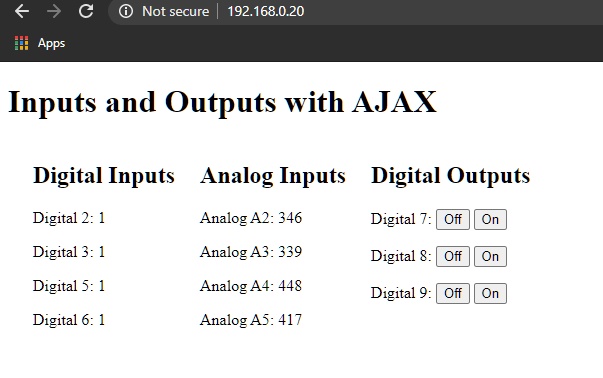 Not secure | 192.168.0.20
Apps
Inputs and Outputs with AJAX
Digital Inputs
Digital 2: 1
Digital 3: 1
Digital 5: 1
Digital 6: 1
Analog Inputs
Analog A2: 346
Analog A3: 339
Analog A4: 448
Analog A5: 417
Digital Outputs
Digital 7: Off On
Digital 8: Off On
Digital 9: Off On